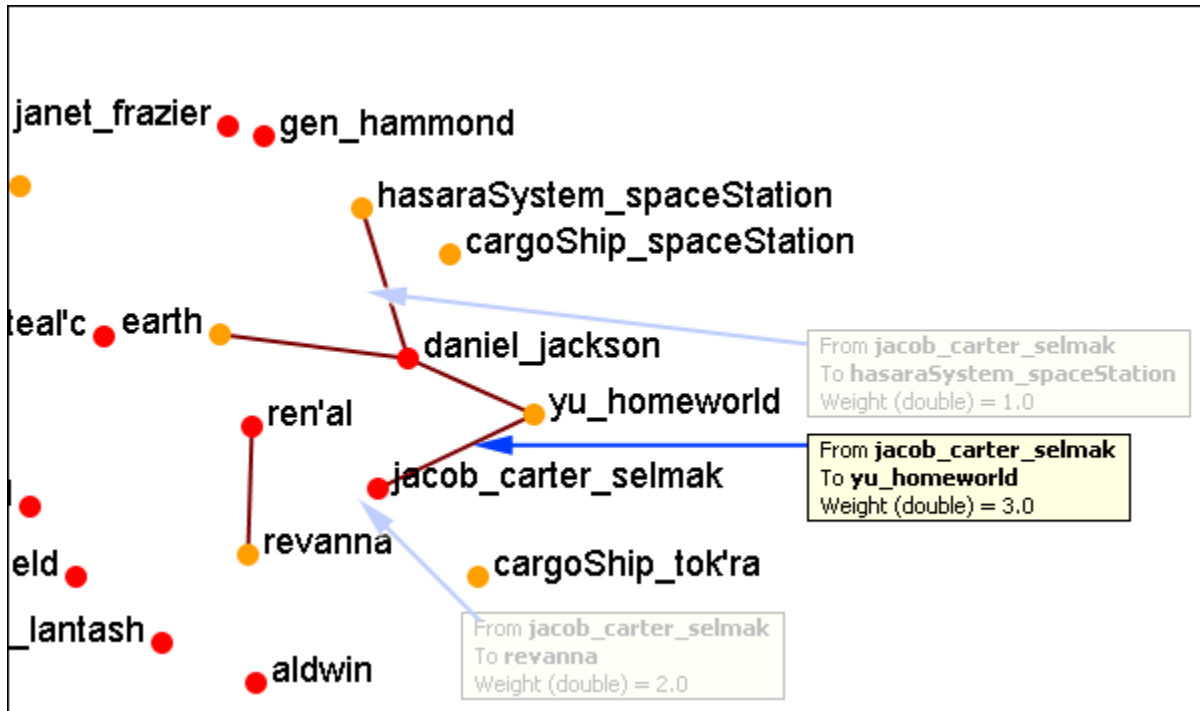 janet_frazier
gen_hammond
hasaraSystem_spaceStation
cargoShip_spaceStation
teal'c
earth
daniel_jackson
From jacob_carter_selmak
To hasaraSystem_spaceStation
Weight (double) = 1.0
yu_homeworld
ren'al
From jacob_carter_selmak
To yu_homeworld
Weight (double) = 3.0
jacob_carter_selmak
revanna
eld
cargoShip_tok'ra
_lantash
From jacob_carter_selmak
To revanna
Weight (double) = 2.0
aldwin